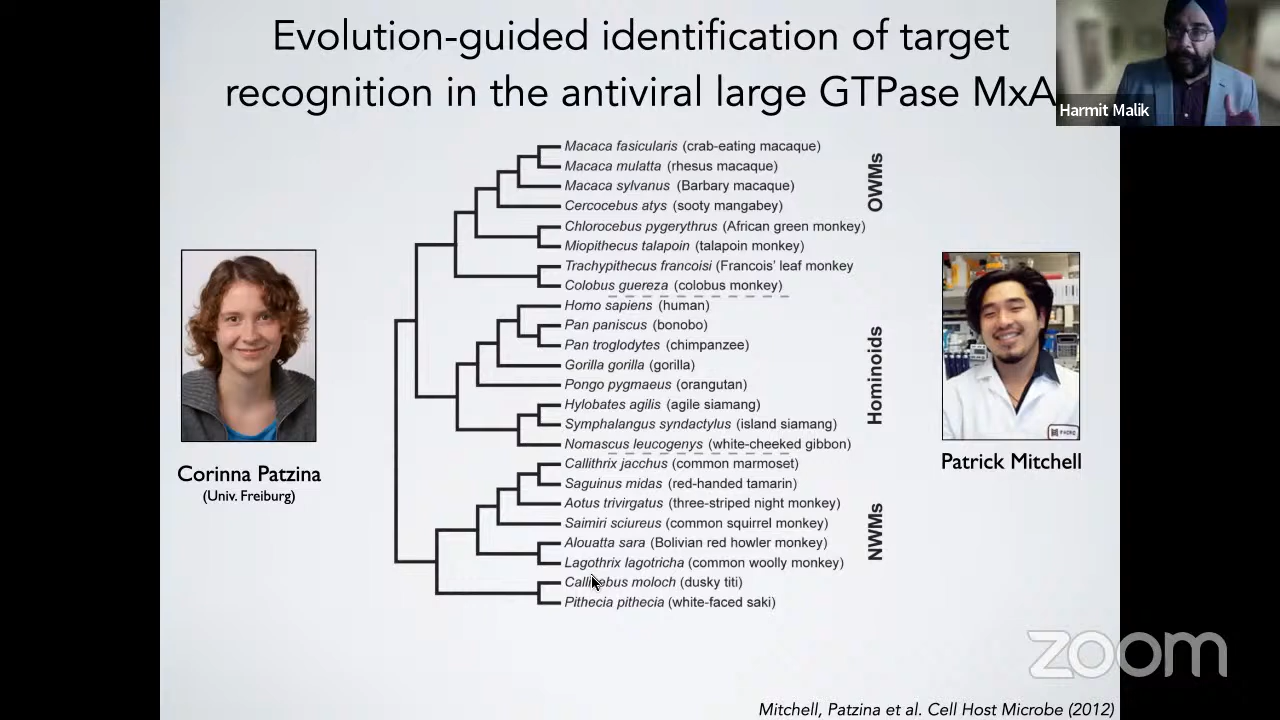 Evolution-guided identification of target
recognition in the antiviral large GTPase MxA
Harmit Malik
Macaca fasicularis (crab-eating macaque)
Macaca mulatta (rhesus macaque)
Macaca sylvanus (Barbary macaque)
Cercocebus atys (sooty mangabey)
Chlorocebus pygerythrus (African green monkey)
Miopithecus talapoin (talapoin monkey)
Trachypithecus francoisi (Francois' leaf monkey
Colobus guereza (colobus monkey)
OWMs
Homo sapiens (human)
Pan paniscus (bonobo)
Pan troglodytes (chimpanzee)
Gorilla gorilla (gorilla)
Pongo pygmaeus (orangutan)
Hylobates agilis (agile siamang)
Symphalangus syndactylus (island siamang)
Nomascus leucogenys (white-cheeked gibbon)
Hominoids
Callithrix jacchus (common marmoset)
Saguinus midas (red-handed tamarin)
Aotus trivirgatus (three-striped night monkey)
Saimiri sciureus (common squirrel monkey)
Alouatta sara (Bolivian red howler monkey)
Lagothrix lagotricha (common woolly monkey)
Callicebus moloch (dusky titi)
Pithecia pithecia (white-faced saki)
NWMs
Corinna Patzina
(Univ. Freiburg)
Patrick Mitchell
zoom
Mitchell, Patzina et al. Cell Host Microbe (2012)